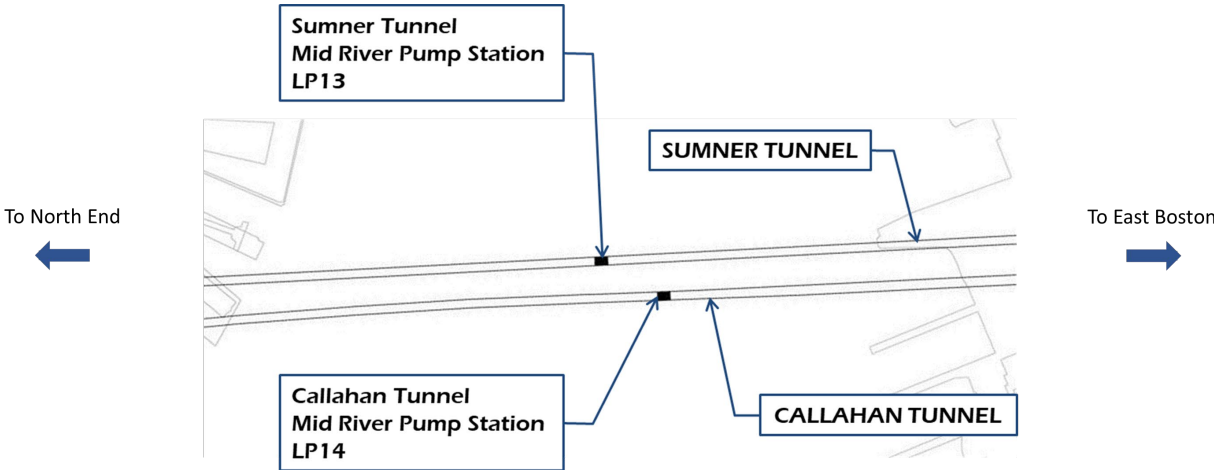 Sumner Tunnel
Mid River Pump Station
LP13
SUMNER TUNNEL
To North End
To East Boston
Callahan Tunnel
Mid River Pump Station
LP14
CALLAHAN TUNNEL